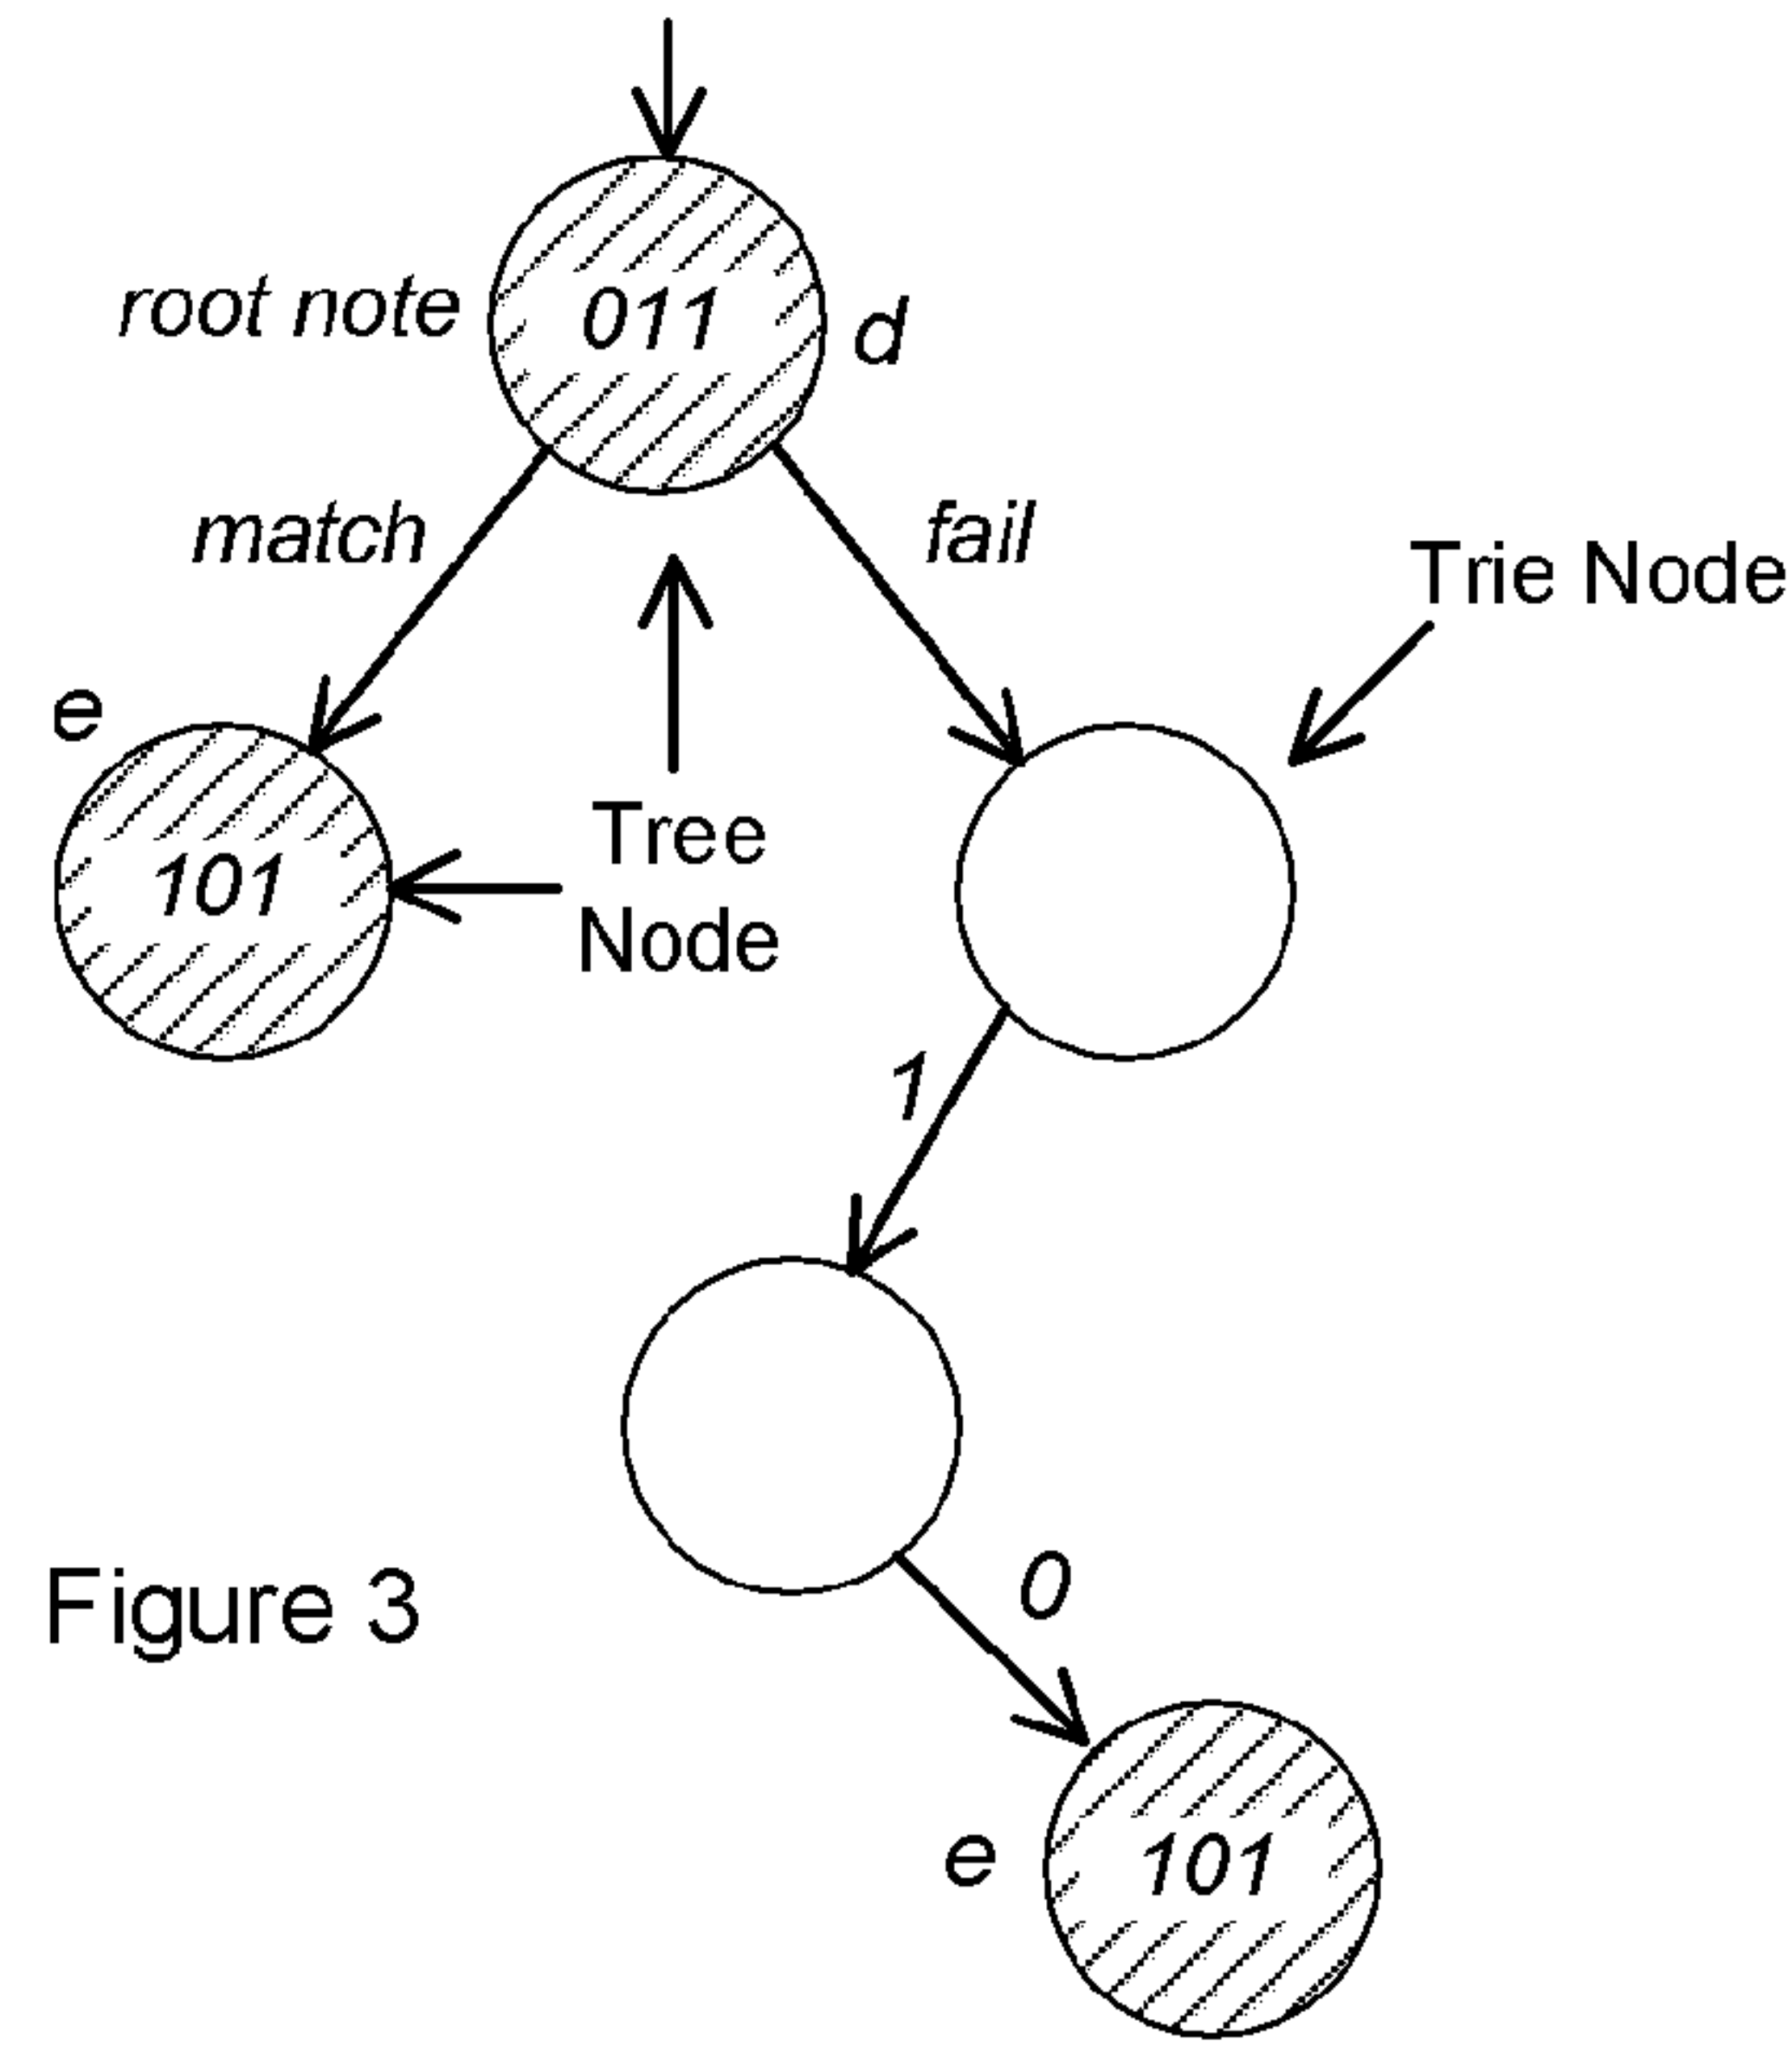 root note
011
d
match
fail
Trie Node
e
101
Tree
Node
1
Figure 3
0
e
101